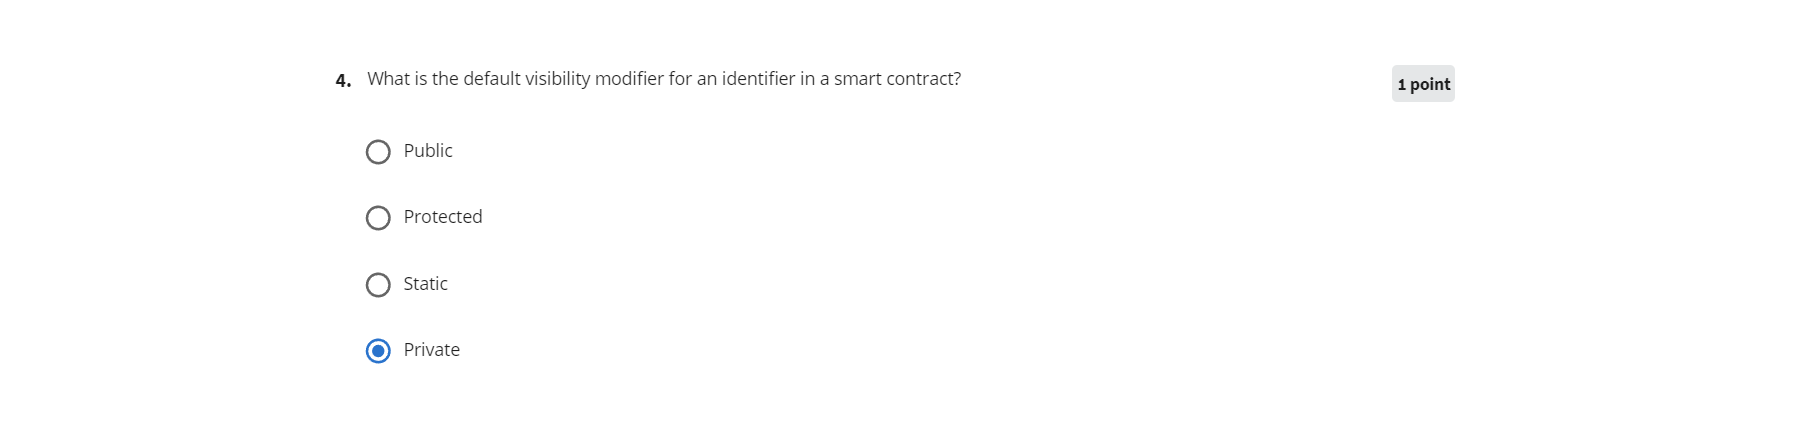 4. What is the default visibility modifier for an identifier in a smart contract?
1 point
Public
Protected
Static
Private